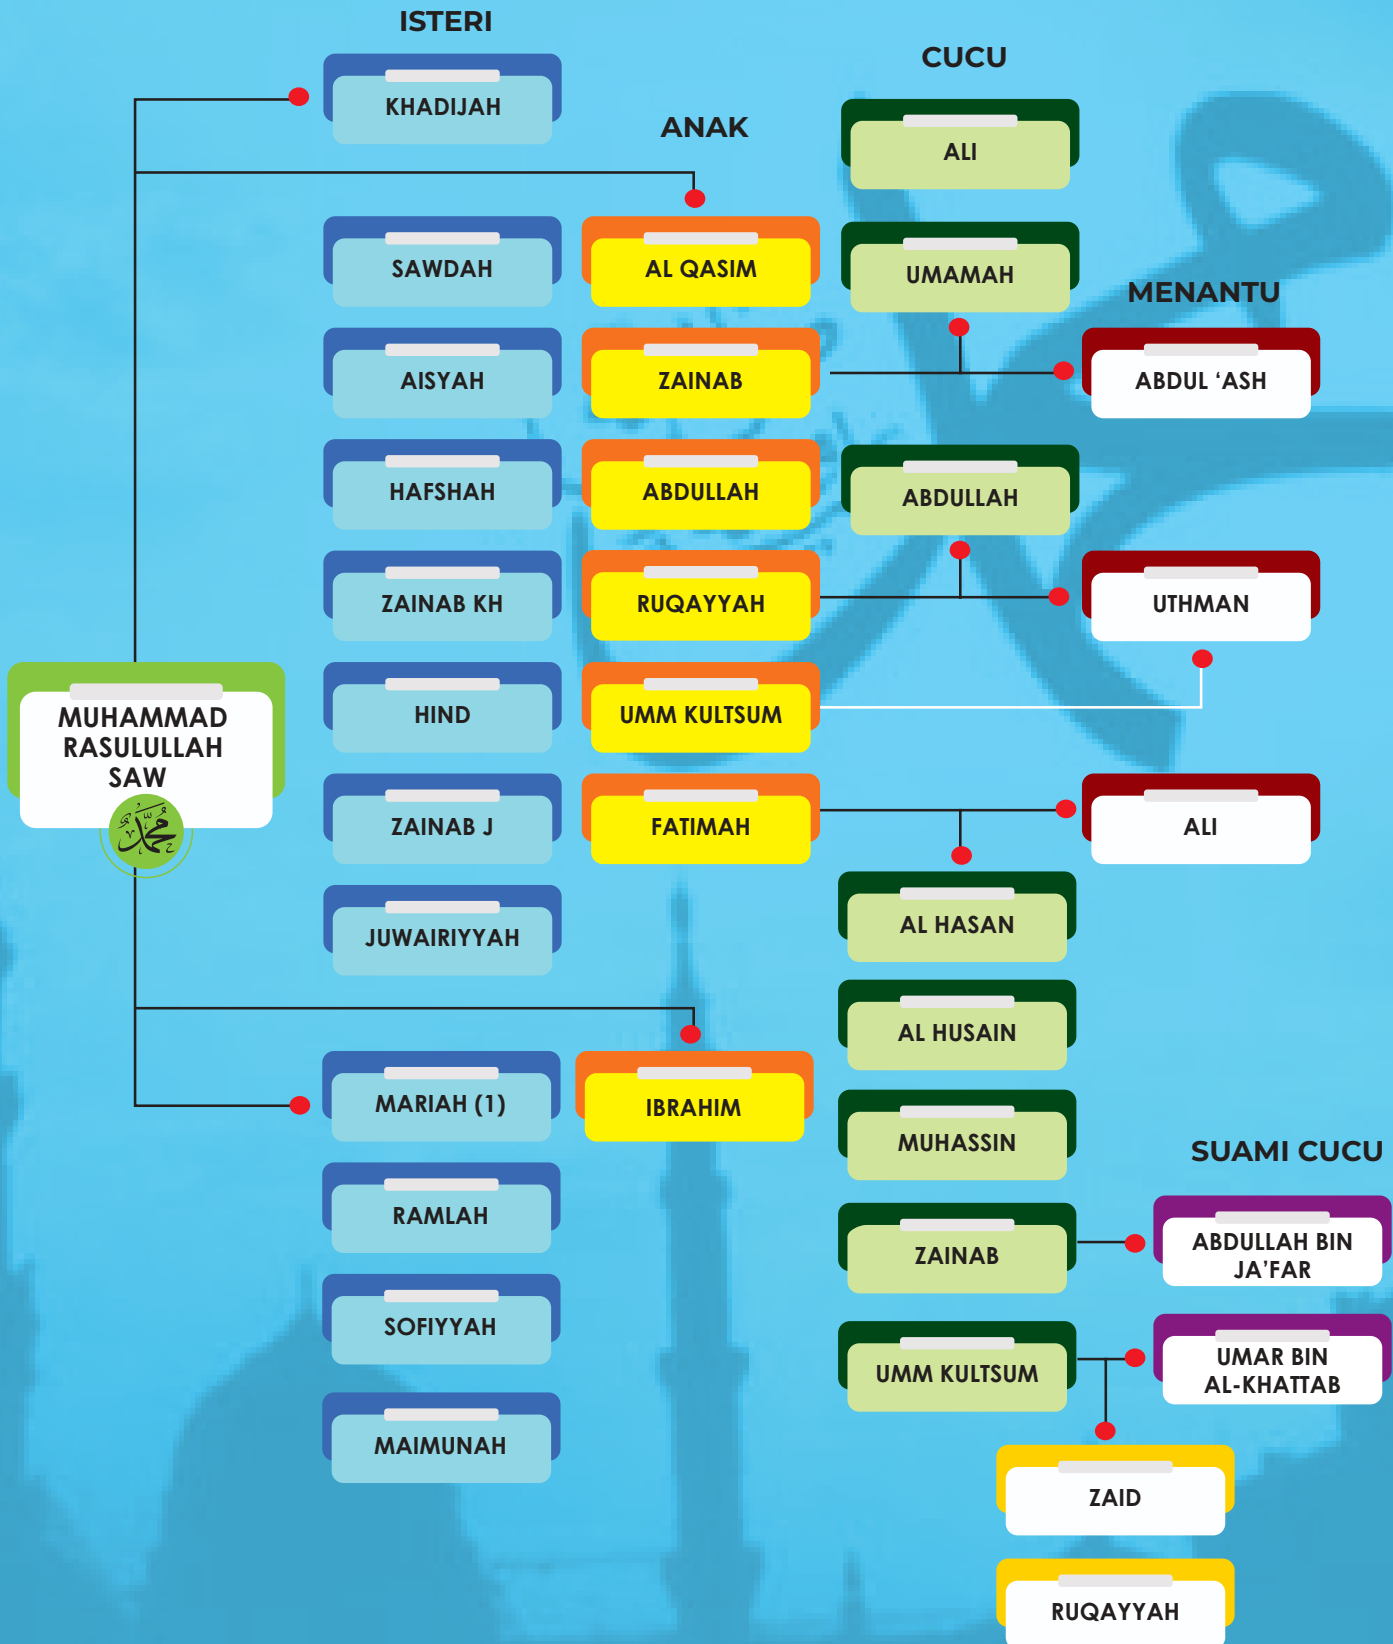 ISTERI
KHADIJAH
SAWDAH
AISYAH
HAFSHAH
ZAINAB KH
HIND
ZAINAB J
JUWAIRIYYAH
MARIAH (1)
RAMLAH
SOFIYYAH
MAIMUNAH
MUHAMMAD
RASULULLAH
SAW
محمد
ANAK
AL QASIM
ZAINAB
ABDULLAH
RUQAYYAH
UMM KULTSUM
FATIMAH
IBRAHIM
CUCU
ALI
UMAMAH
ABDULLAH
AL HASAN
AL HUSAIN
MUHASSIN
ZAINAB
UMM KULTSUM
MENANTU
ABDUL ‘ASH
UTHMAN
ALI
SUAMI CUCU
ABDULLAH BIN
JA’FAR
UMAR BIN
AL-KHATTAB
ZAID
RUQAYYAH